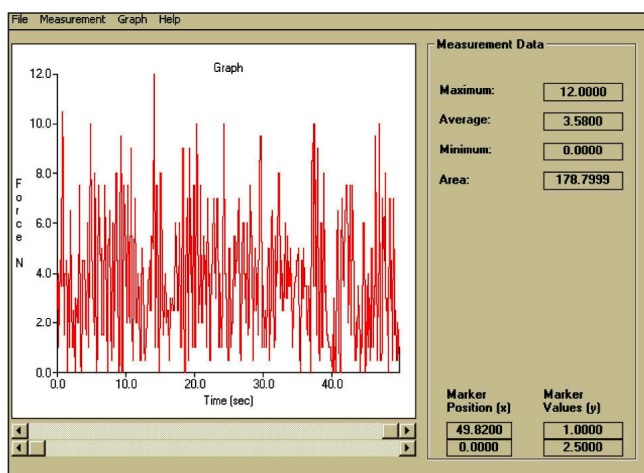 File Measurement Graph Help
Graph
12.0
10.0
8.0
6.0
4.0
2.0
0.0
Force N
0.0 10.0 20.0 30.0 40.0
Time (sec)
Measurement Data
Maximum: 12.0000
Average: 3.5800
Minimum: 0.0000
Area: 178.7999
Marker Marker
Position (x) Values (y)
49.8200 1.0000
0.0000 2.5000